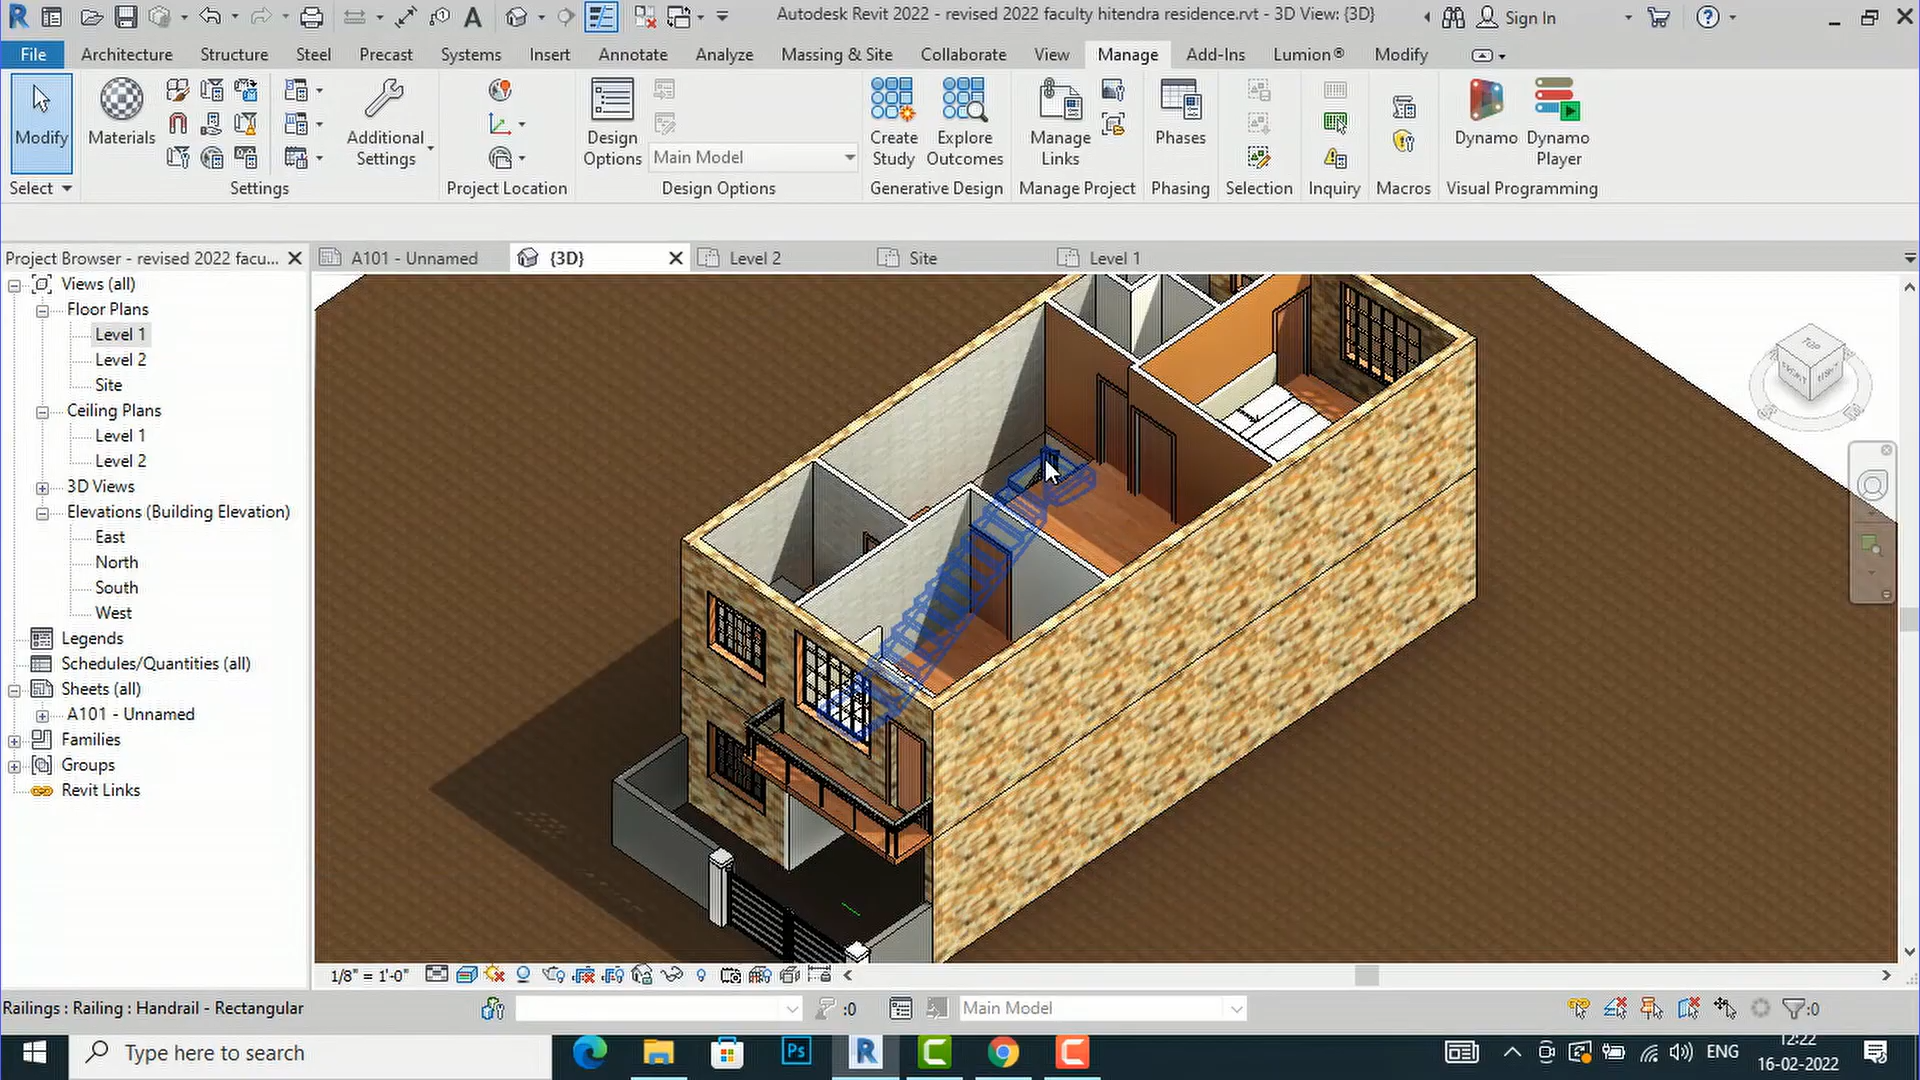 Autodesk Revit 2022 - revised 2022 faculty hitendra residence.rvt - 3D View: {3D}
Sign In
File Architecture Structure Steel Precast Systems Insert Annotate Analyze Massing & Site Collaborate View Manage Add-Ins Lumion® Modify
Modify
Materials
Additional
Settings
Design
Options
Main Model
Create
Study
Explore
Outcomes
Manage
Links
Phases
Dynamo
Dynamo
Player
Select
Settings
Project Location
Design Options
Generative Design
Manage Project
Phasing
Selection
Inquiry
Macros
Visual Programming
Project Browser - revised 2022 facu...
A101 - Unnamed
{3D}
Level 2
Site
Level 1
Views (all)
Floor Plans
Level 1
Level 2
Site
Ceiling Plans
Level 1
Level 2
3D Views
Elevations (Building Elevation)
East
North
South
West
Legends
Schedules/Quantities (all)
Sheets (all)
A101 - Unnamed
Families
Groups
Revit Links
TOP
FRONT
1/8" = 1'-0"
Railings : Railing : Handrail - Rectangular
:0
Main Model
:0
Type here to search
Ps
R
ENG
12:22
16-02-2022